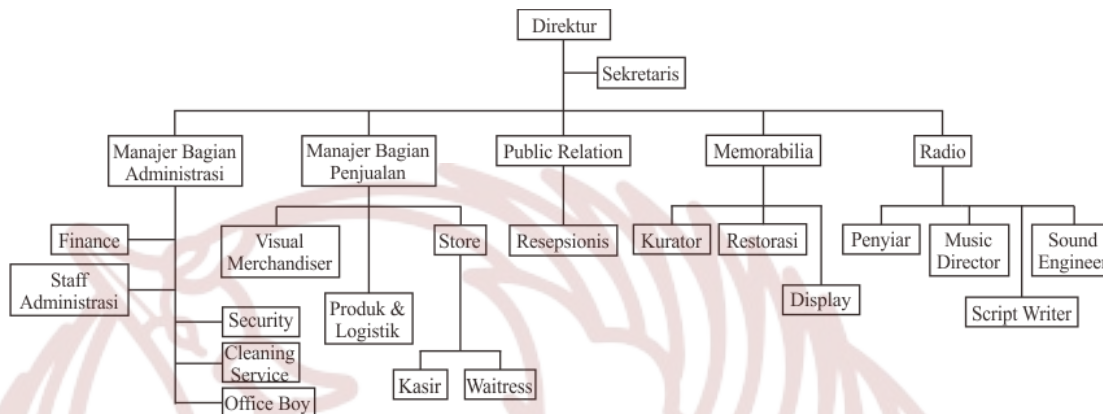 Direktur
Sekretaris
Manajer Bagian
Administrasi
Manajer Bagian
Penjualan
Public Relation
Memorabilia
Radio
Finance
Staff
Administrasi
Security
Cleaning
Service
Office Boy
Visual
Merchandiser
Produk &
Logistik
Store
Kasir
Waitress
Resepsionis
Kurator
Restorasi
Display
Penyiar
Music
Director
Script Writer
Sound
Engineer